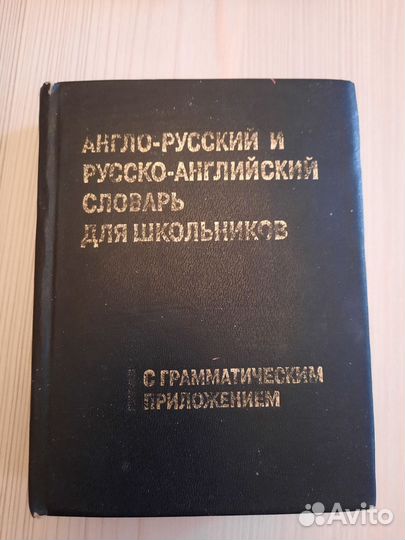 АНГЛО-РУССКИЙ И
РУССКО-АНГЛИЙСКИЙ
СЛОВАРЬ
ДЛЯ ШКОЛЬНИКОВ
С ГРАММАТИЧЕСКИМ
ПРИЛОЖЕНИЕМ
Avito